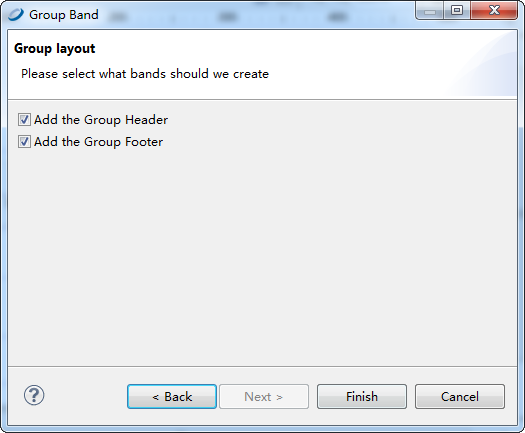 Group Band
Group layout
Please select what bands should we create
Add the Group Header
Add the Group Footer
?
< Back
Next >
Finish
Cancel